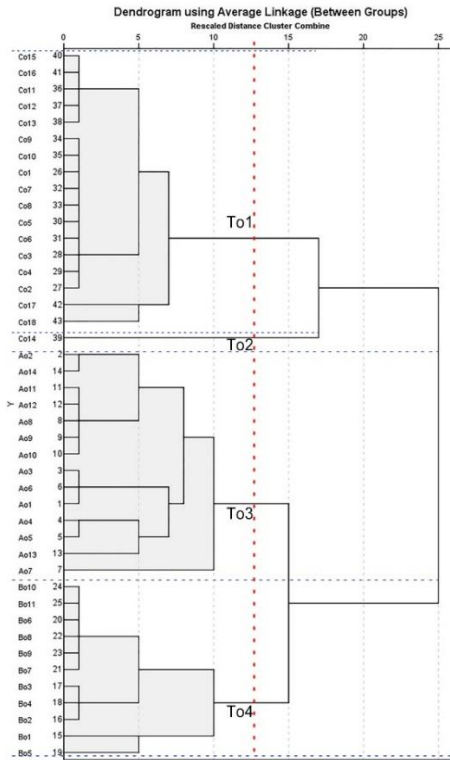 Dendrogram using Average Linkage (Between Groups)
Rescaled Distance Cluster Combine
0 5 10 15 20 25
Co15 40
Co16 41
Co11 36
Co12 37
Co13 38
Co9 34
Co10 35
Co1 26
Co7 32
Co8 33
Co5 30
Co6 31
Co3 28
Co4 29
Co2 27
Co17 42
Co18 43
Co14 39
Ao2 2
Ao14 14
Ao11 11
Ao12 12
Ao8 8
Ao9 9
Ao10 10
Ao3 3
Ao6 6
Ao1 1
Ao4 4
Ao5 5
Ao13 13
Ao7 7
Bo10 24
Bo11 25
Bo6 20
Bo8 22
Bo9 23
Bo7 21
Bo3 17
Bo4 18
Bo2 16
Bo1 15
Bo5 19
Y
To1
To2
To3
To4